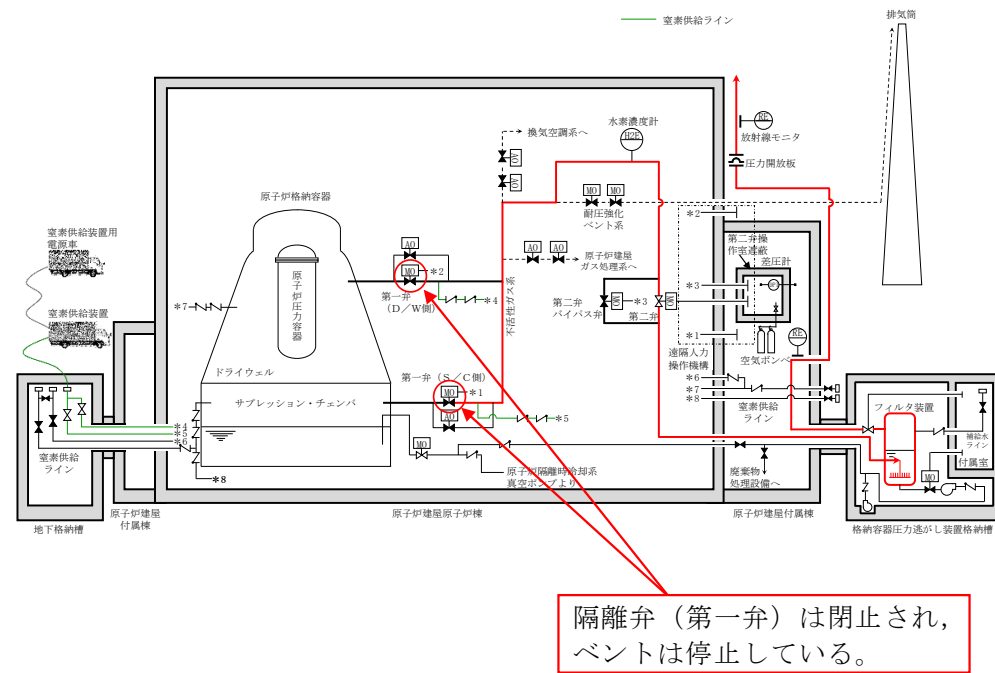 窒素供給ライン
排気筒
RE
放射線モニタ
圧力開放板
水素濃度計
H2E
換気空調系へ
AO
AO
MO
MO
耐圧強化
ベント系
原子炉格納容器
原子炉圧力容器
窒素供給装置用
電源車
窒素供給装置
AO
MO
*2
第一弁
(D/W側)
*4
*7
AO
AO
原子炉建屋
ガス処理系へ
不活性ガス系
第二弁
バイパス弁
MO
*3
第二弁
MO
*2
第二弁操
作室遮蔽
差圧計
*3
*1
遠隔人力
操作機構
空気ボンベ
RE
*6
*7
*8
窒素供給
ライン
ドライウェル
サプレッション・チェンバ
第一弁(S/C側)
MO
*1
AO
*5
MO
原子炉隔離時冷却系
真空ポンプより
*4
*5
*6
*8
窒素供給
ライン
廃棄物
処理設備へ
フィルタ装置
補給水
ライン
付属室
MO
地下格納槽
原子炉建屋
付属棟
原子炉建屋原子炉棟
原子炉建屋付属棟
格納容器圧力逃がし装置格納槽
隔離弁(第一弁)は閉止され,
ベントは停止している。